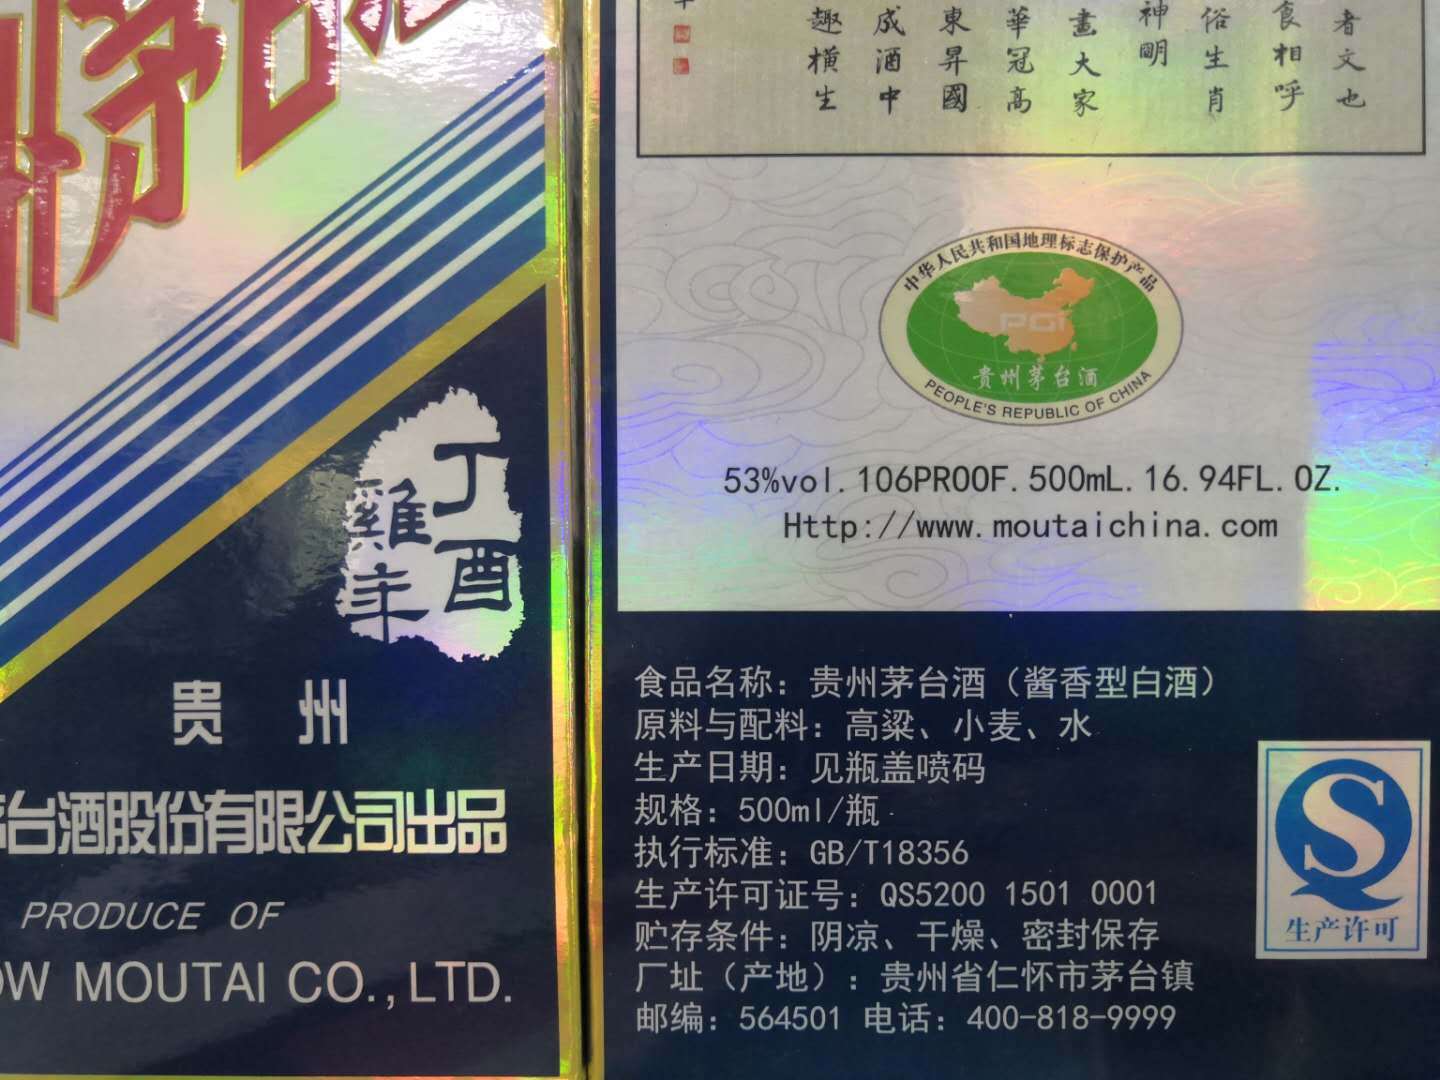 州茅台酒
丁酉
雞年
贵州
茅台酒股份有限公司出品
PRODUCE OF
OW MOUTAI CO., LTD.
者文也
食相呼
俗生肖
神明
畫大家
華冠高
東昇國
成酒中
趣橫生
中华人民共和国地理标志保护产品
PGI
贵州茅台酒
PEOPLE'S REPUBLIC OF CHINA
53%vol.106PROOF.500mL.16.94FL.OZ.
Http://www.moutaichina.com
食品名称：贵州茅台酒（酱香型白酒）
原料与配料：高粱、小麦、水
生产日期：见瓶盖喷码
规格：500ml/瓶
执行标准：GB/T18356
生产许可证号：QS5200 1501 0001
贮存条件：阴凉、干燥、密封保存
厂址（产地）：贵州省仁怀市茅台镇
邮编：564501 电话：400-818-9999
QS
生产许可